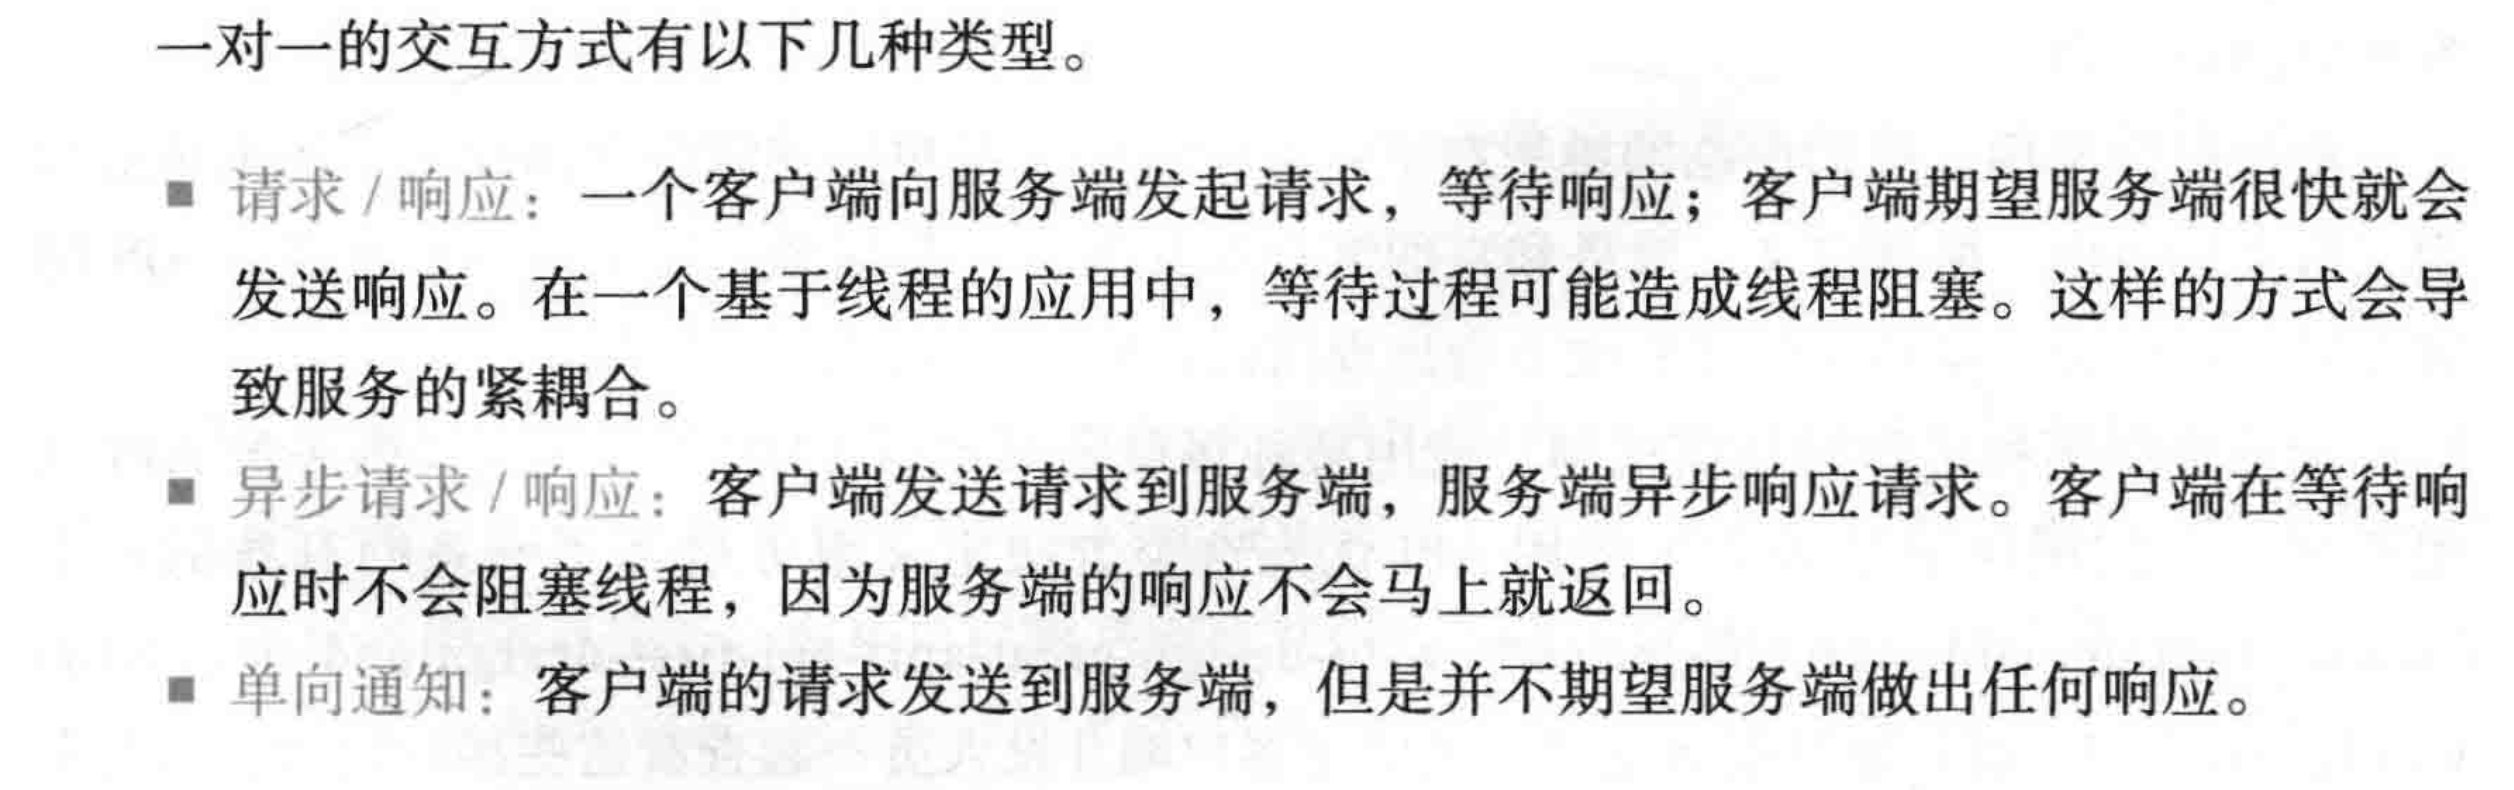 一对一的交互方式有以下几种类型。
■ 请求 / 响应：一个客户端向服务端发起请求，等待响应；客户端期望服务端很快就会
发送响应。在一个基于线程的应用中，等待过程可能造成线程阻塞。这样的方式会导
致服务的紧耦合。
■ 异步请求 / 响应：客户端发送请求到服务端，服务端异步响应请求。客户端在等待响
应时不会阻塞线程，因为服务端的响应不会马上就返回。
■ 单向通知：客户端的请求发送到服务端，但是并不期望服务端做出任何响应。